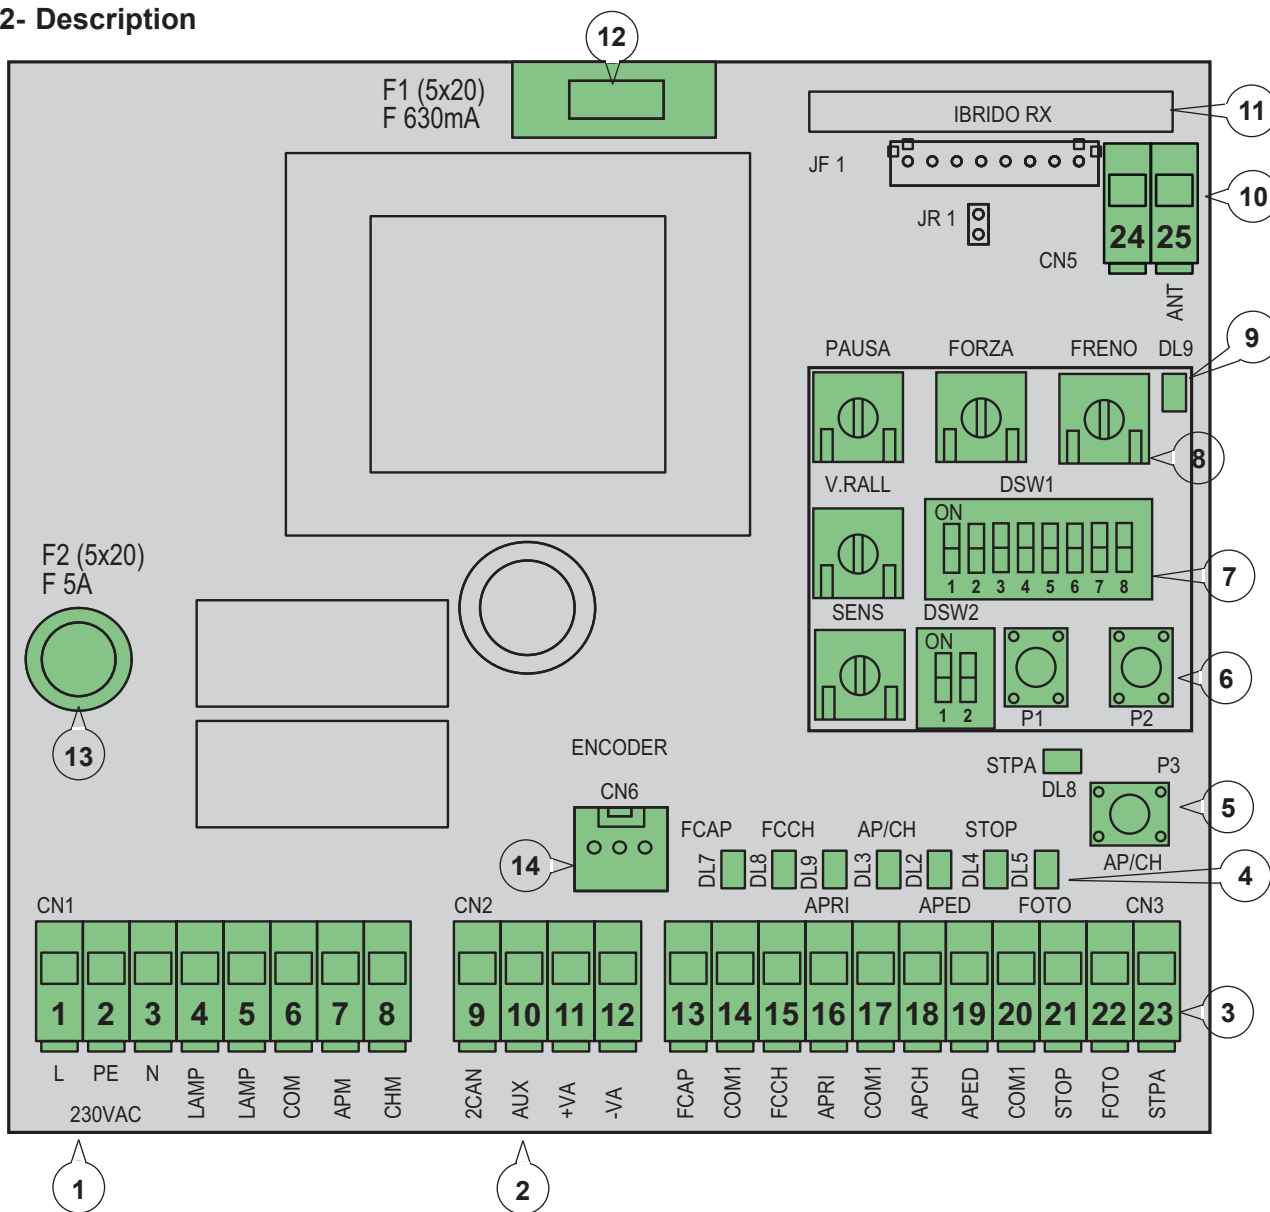 2- Description
12
F1 (5x20)
F 630mA
IBRIDO RX
11
JF 1
JR 1
10
24 25
CN5
ANT
PAUSA FORZA FRENO DL9
9
8
V.RALL DSW1
ON
1 2 3 4 5 6 7 8
7
F2 (5x20)
F 5A
SENS DSW2
ON
1 2
P1 P2
6
13
ENCODER
CN6
STPA
DL8
P3
5
AP/CH
14
FCAP FCCH AP/CH STOP
DL7 DL8 DL9 DL3 DL2 DL4 DL5
4
CN1 CN2 APRI APED FOTO CN3
1 2 3 4 5 6 7 8 9 10 11 12 13 14 15 16 17 18 19 20 21 22 23
3
L PE N LAMP LAMP COM APM CHM 2CAN AUX +VA -VA FCAP COM1 FCCH APRI COM1 APCH APED COM1 STOP FOTO STPA
230VAC
1 2